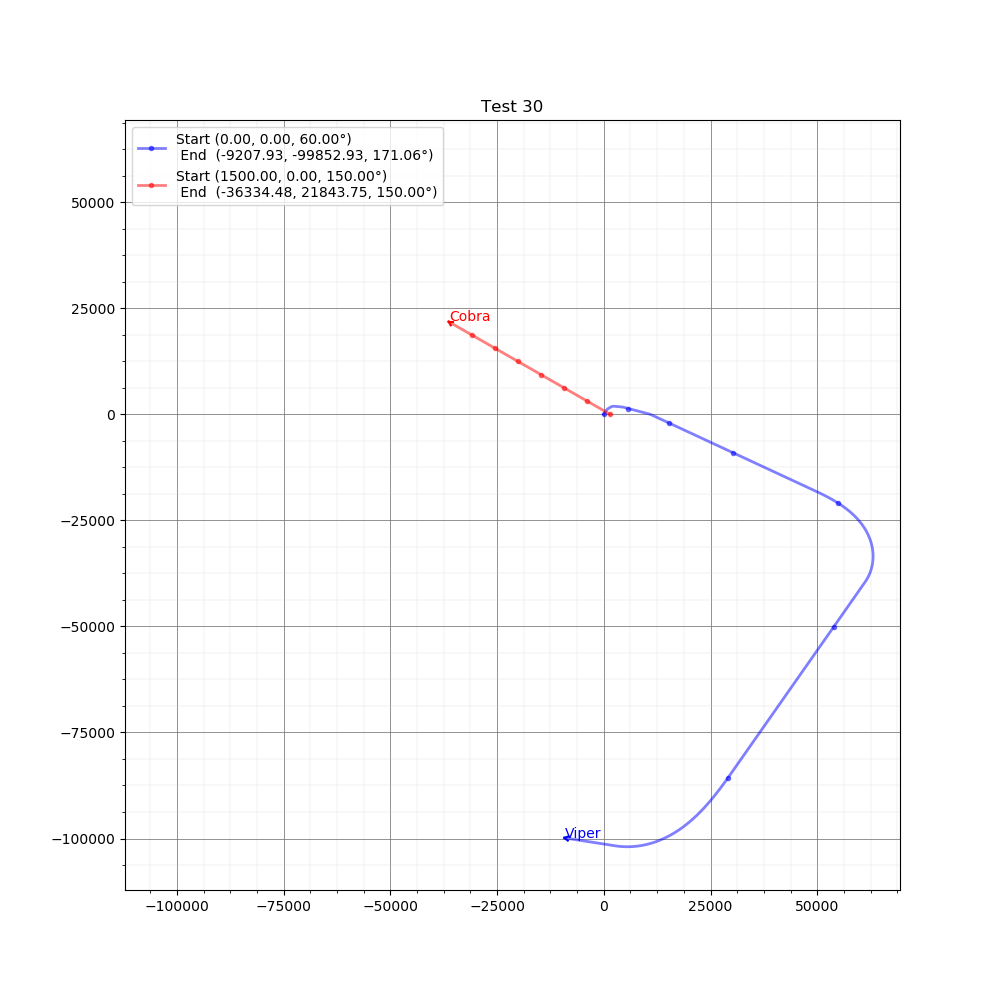 Test 30
Start (0.00, 0.00, 60.00°)
End (-9207.93, -99852.93, 171.06°)
Start (1500.00, 0.00, 150.00°)
End (-36334.48, 21843.75, 150.00°)
50000
25000
0
−25000
−50000
−75000
−100000
Cobra
Viper
−100000 −75000 −50000 −25000 0 25000 50000